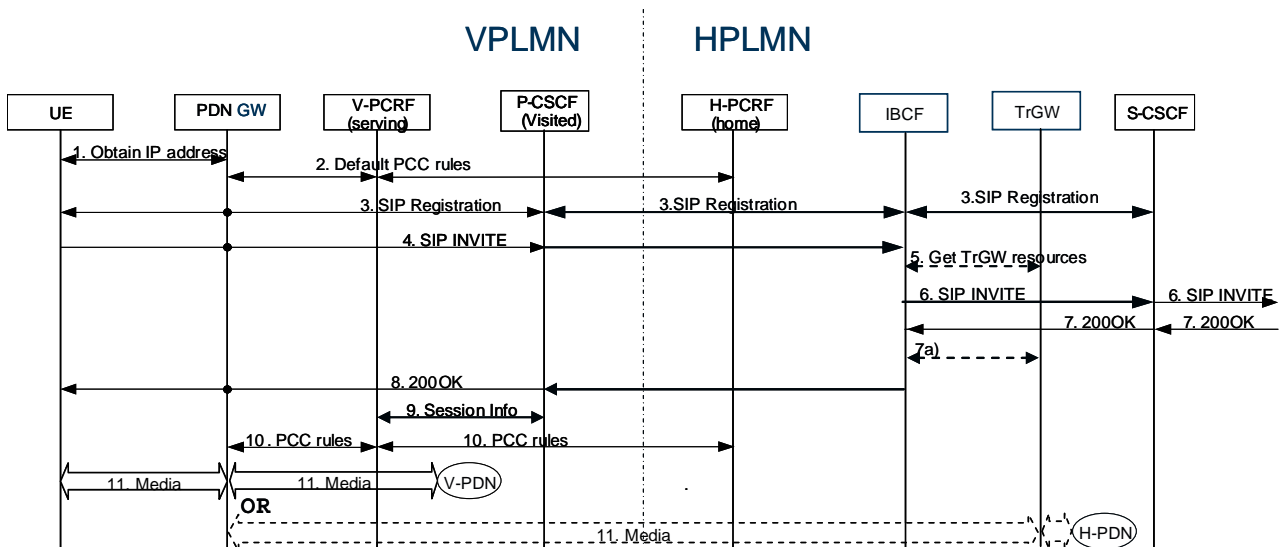 VPLMN HPLMN
UE PDN GW V-PCRF (serving) P-CSCF (Visited) H-PCRF (home) IBCF TrGW S-CSCF
1. Obtain IP address
2. Default PCC rules
3. SIP Registration 3.SIP Registration 3.SIP Registration
4. SIP INVITE
5. Get TrGW resources
6. SIP INVITE 6. SIP INVITE
7. 200OK 7. 200OK
7a)
8. 200OK
9. Session Info
10 . PCC rules 10. PCC rules
11. Media 11. Media V-PDN
OR
11. Media H-PDN